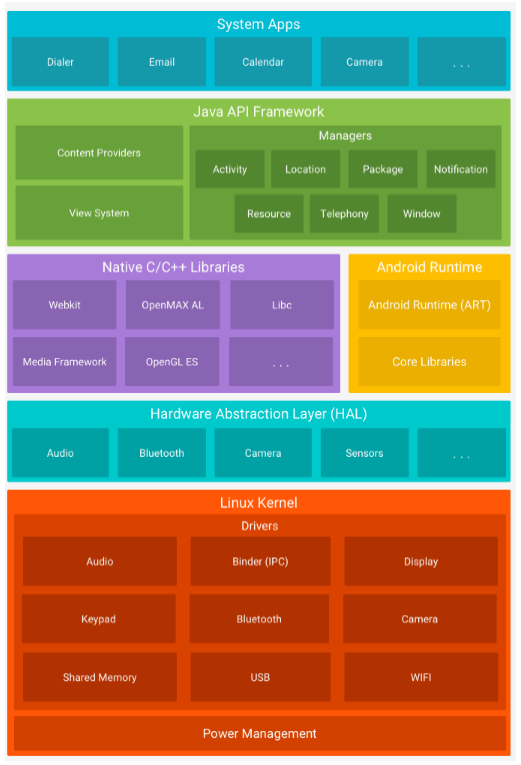 System Apps
Dialer
Email
Calendar
Camera
. . .
Java API Framework
Content Providers
View System
Managers
Activity
Location
Package
Notification
Resource
Telephony
Window
Native C/C++ Libraries
Webkit
OpenMAX AL
Libc
Media Framework
OpenGL ES
. . .
Android Runtime
Android Runtime (ART)
Core Libraries
Hardware Abstraction Layer (HAL)
Audio
Bluetooth
Camera
Sensors
. . .
Linux Kernel
Drivers
Audio
Binder (IPC)
Display
Keypad
Bluetooth
Camera
Shared Memory
USB
WIFI
Power Management